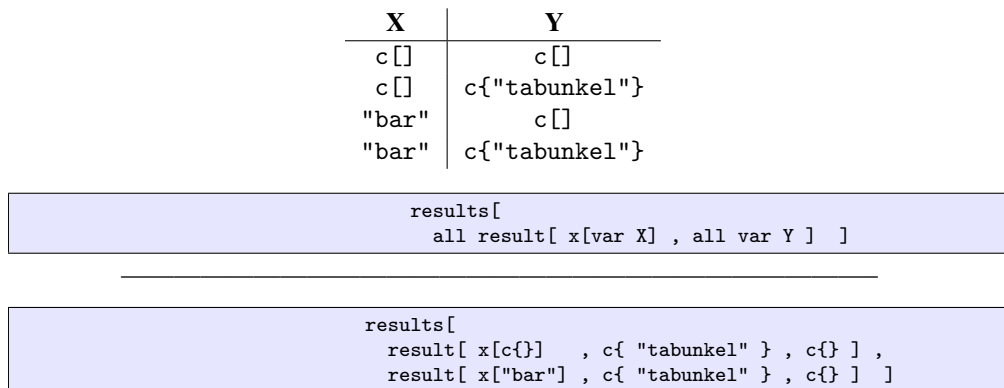 X Y
c[] c[]
c[] c{"tabunkel"}
"bar" c[]
"bar" c{"tabunkel"}
results[
all result[ x[var X] , all var Y ] ]
results[
result[ x[c{}] , c{ "tabunkel" } , c{} ] ,
result[ x["bar"] , c{ "tabunkel" } , c{} ] ]